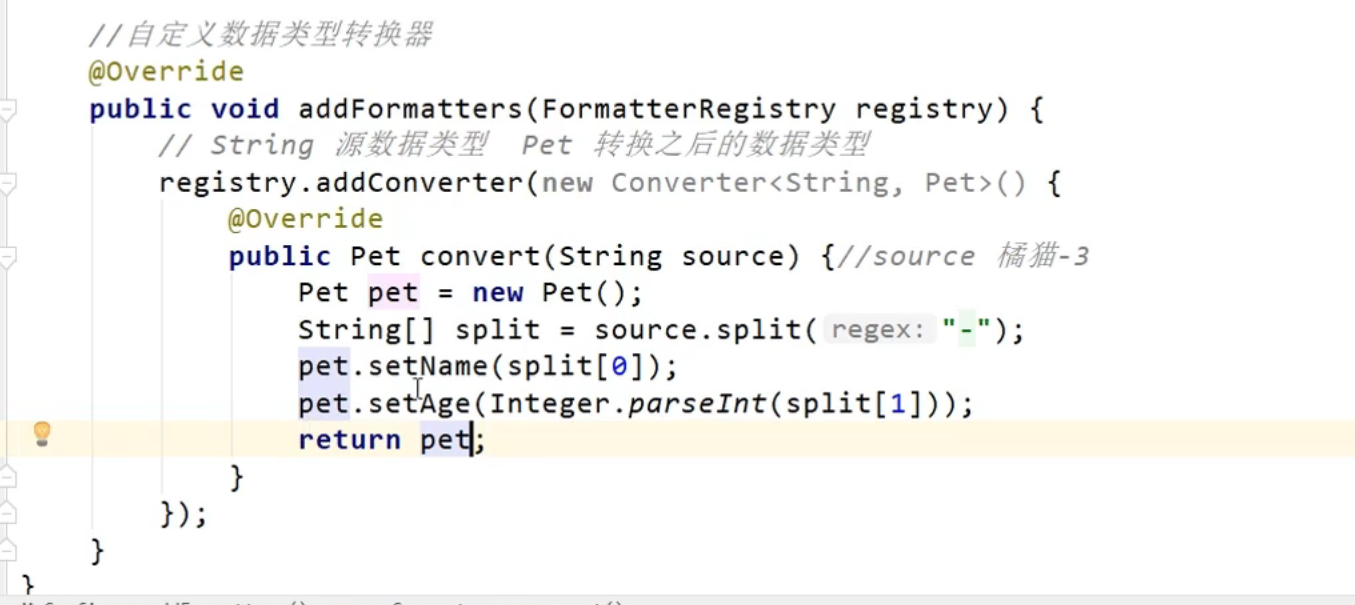 //自定义数据类型转换器
@Override
public void addFormatters(FormatterRegistry registry) {
// String 源数据类型  Pet 转换之后的数据类型
registry.addConverter(new Converter<String, Pet>() {
@Override
public Pet convert(String source) {//source 橘猫-3
Pet pet = new Pet();
String[] split = source.split( regex: "-");
pet.setName(split[0]);
pet.setAge(Integer.parseInt(split[1]));
return pet;
}
});
}
}